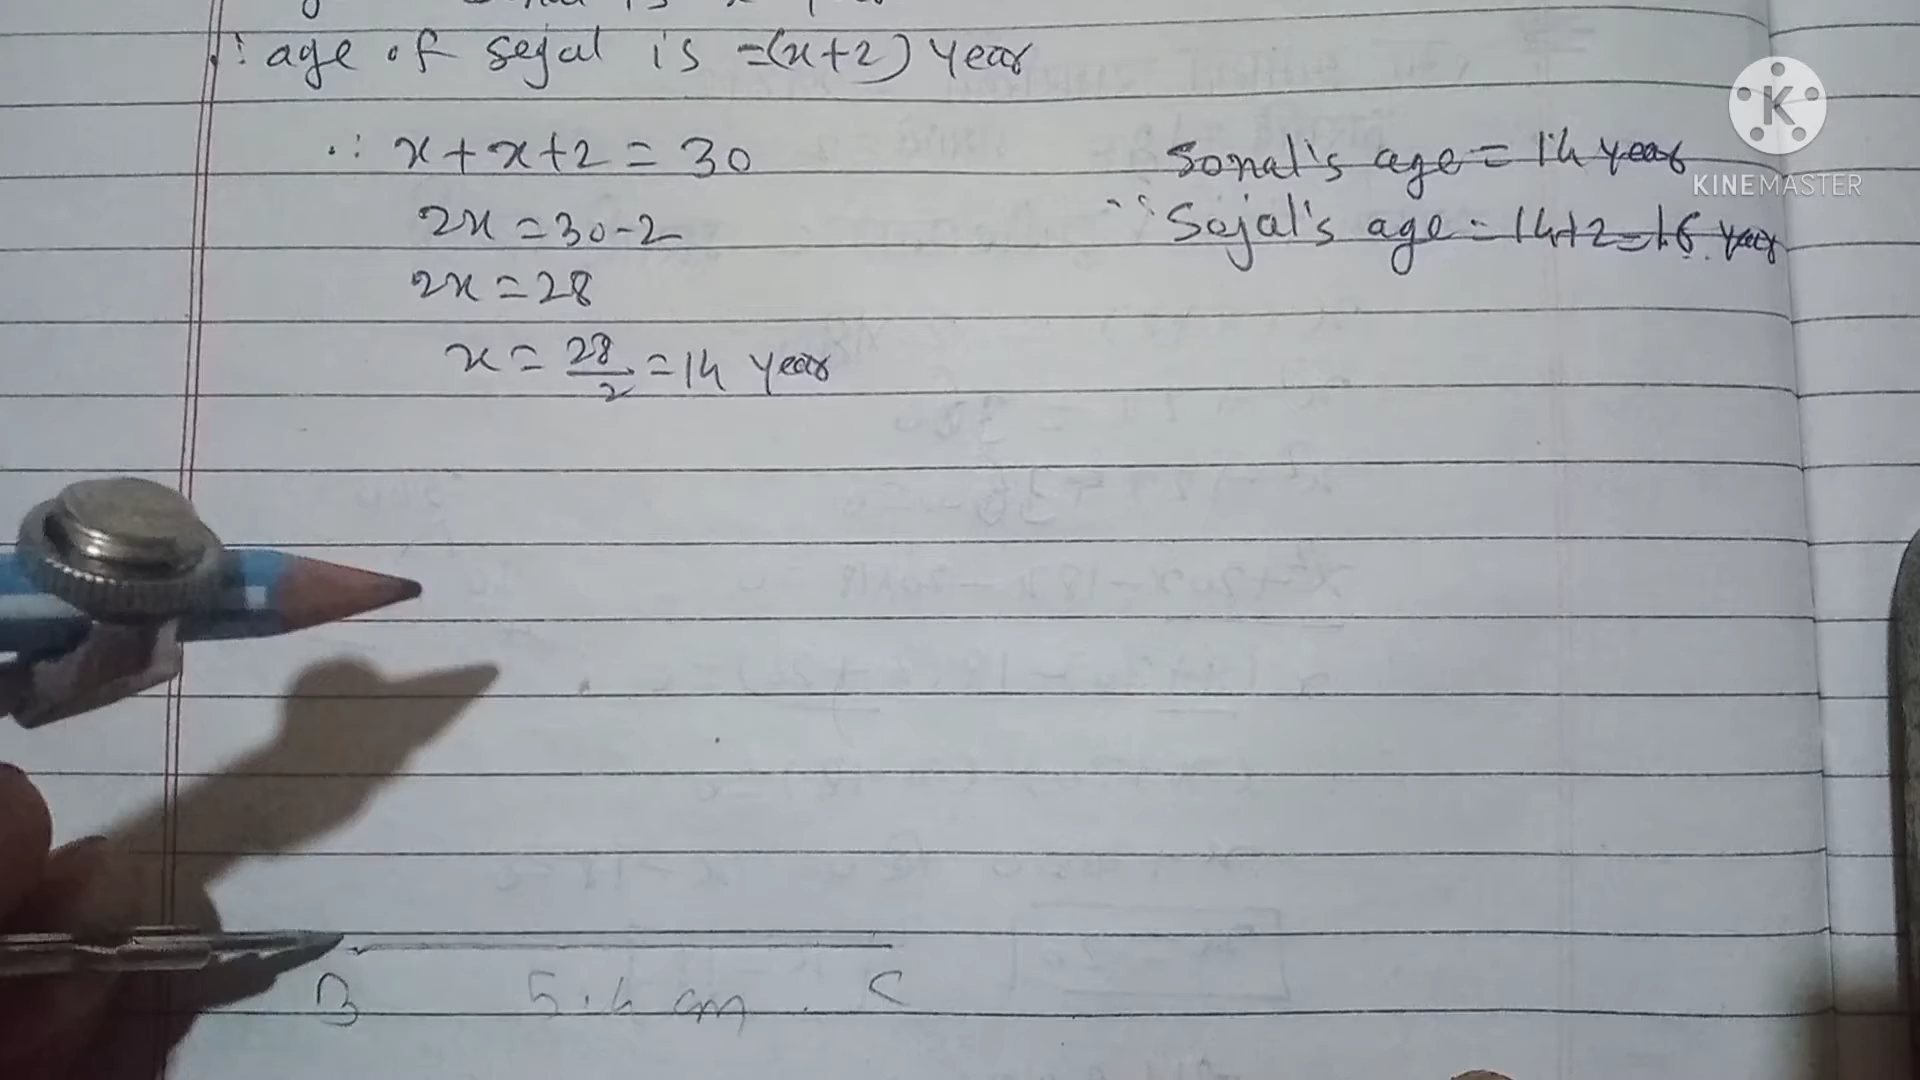 ∴ age of sejal is =(x+2) year
∴ x+x+2=30
2x=30-2
2x=28
x=28/2=14 year
Sonal's age=14 year
∴ Sejal's age=14+2=16 year
K
KINEMASTER
B 5.4 cm C